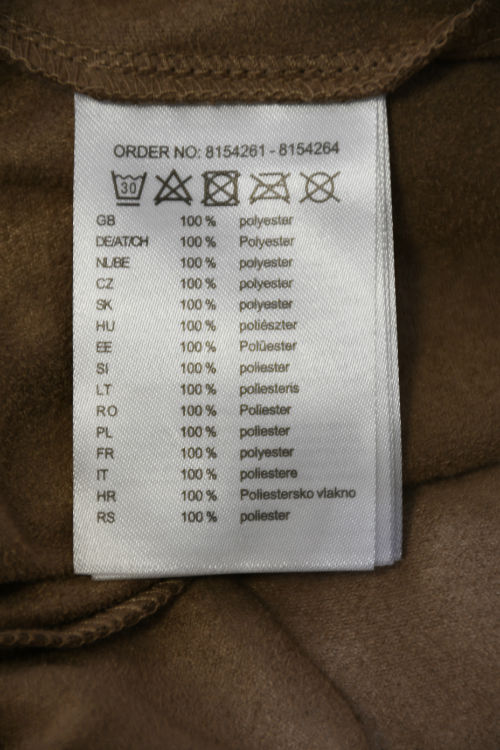 ORDER NO: 8154261 - 8154264
30
GB 100 % polyester
DE/AT/CH 100 % Polyester
NL/BE 100 % polyester
CZ 100 % polyester
SK 100 % polyester
HU 100 % poliészter
EE 100 % Polüester
SI 100 % poliester
LT 100 % poliesteris
RO 100 % Poliester
PL 100 % poliester
FR 100 % polyester
IT 100 % poliestere
HR 100 % Poliestersko vlakno
RS 100 % poliester